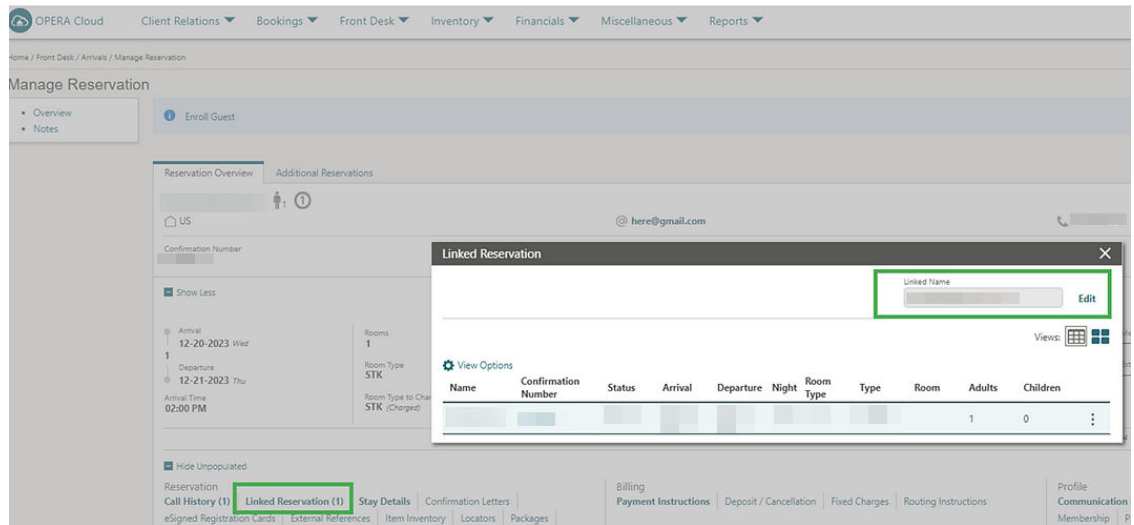 OPERA Cloud Client Relations Bookings Front Desk Inventory Financials Miscellaneous Reports
Home / Front Desk / Arrivals / Manage Reservation
Manage Reservation
Overview
Notes
Enroll Guest
Reservation Overview Additional Reservations
1 1
US @ here@gmail.com
Confirmation Number
Linked Reservation
Linked Name
Edit
Show Less
Views:
Arrival
12-20-2023 Wed
1
Departure
12-21-2023 Thu
Arrival Time
02:00 PM
Rooms
1
Room Type
STK
Room Type to Cha
STK (Charged)
View Options
Name Confirmation Number Status Arrival Departure Night Room Type Type Room Adults Children
1 0
Hide Unpopulated
Reservation
Call History (1) Linked Reservation (1) Stay Details Confirmation Letters
eSigned Registration Cards External References Item Inventory Locators Packages
Billing
Payment Instructions Deposit / Cancellation Fixed Charges Routing Instructions
Profile
Communication
Membership